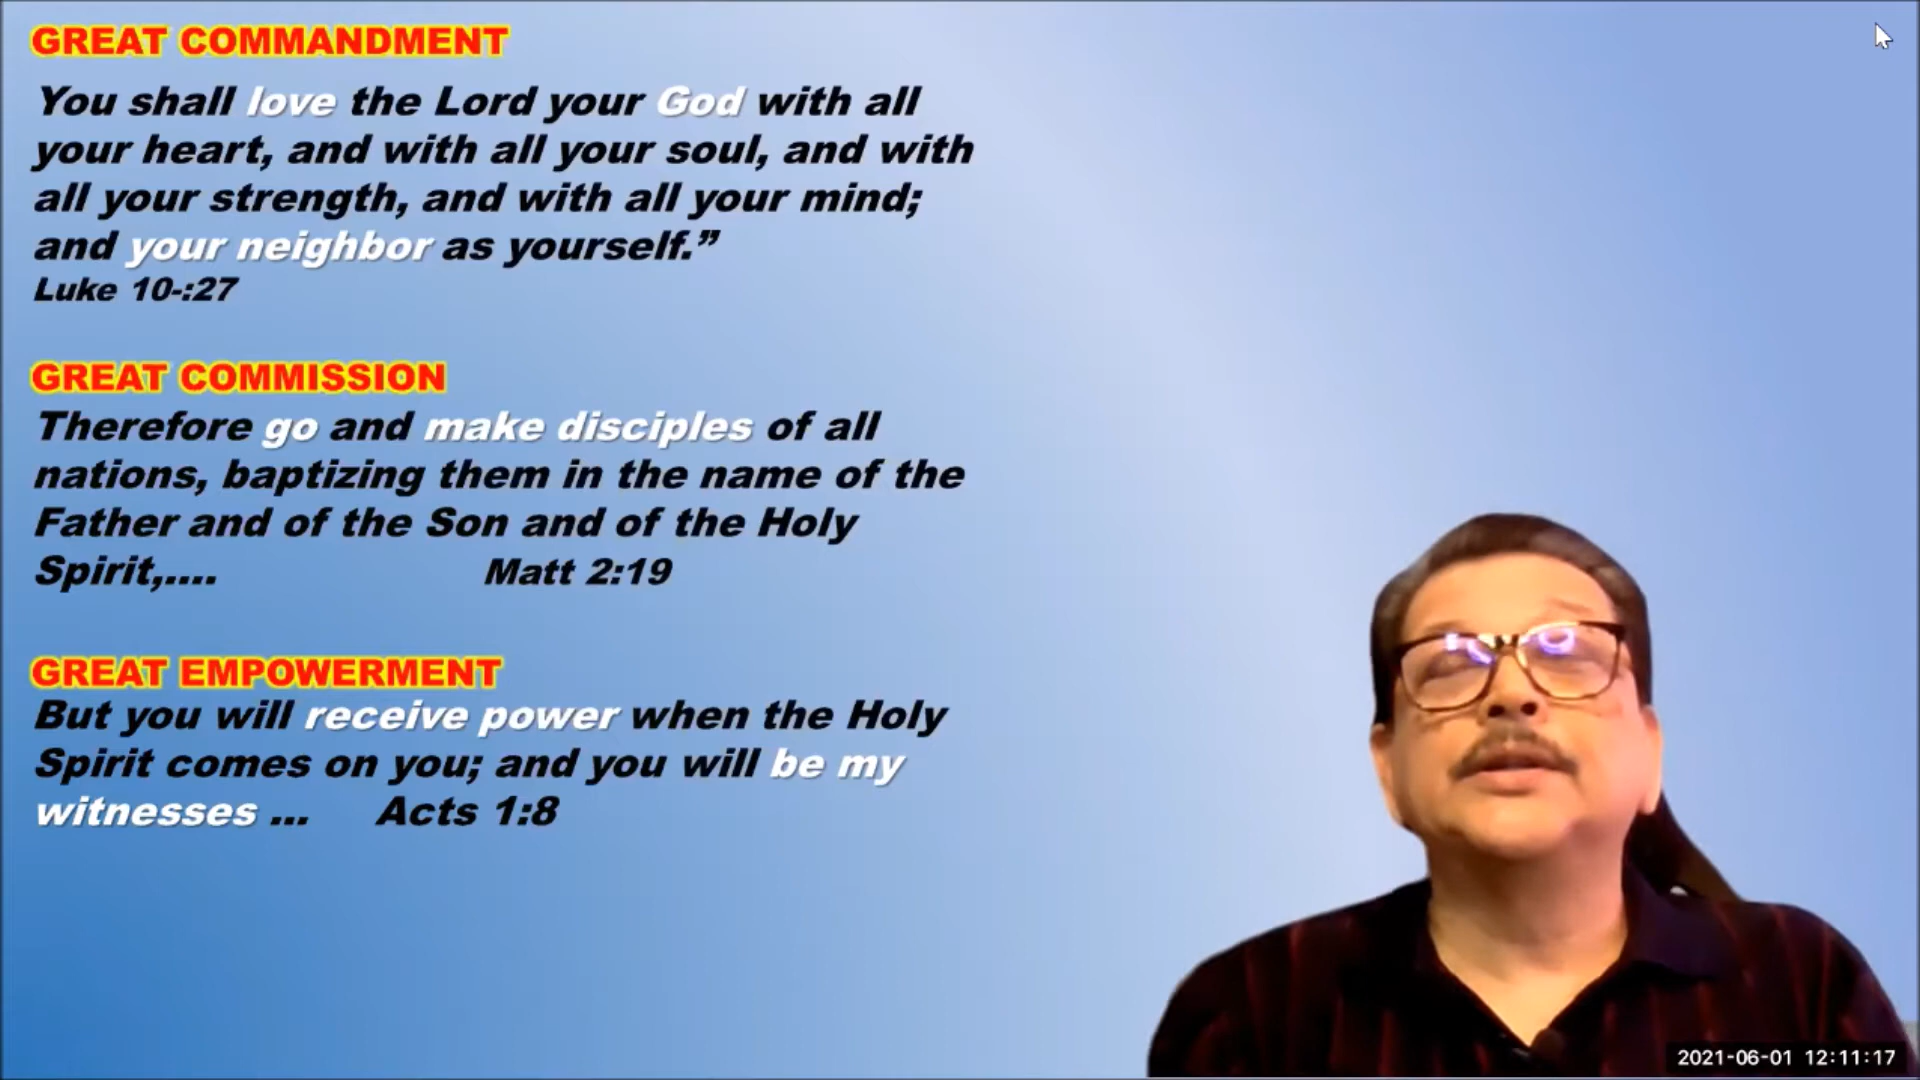 GREAT COMMANDMENT
You shall love the Lord your God with all
your heart, and with all your soul, and with
all your strength, and with all your mind;
and your neighbor as yourself.”
Luke 10-:27
GREAT COMMISSION
Therefore go and make disciples of all
nations, baptizing them in the name of the
Father and of the Son and of the Holy
Spirit,.... Matt 2:19
GREAT EMPOWERMENT
But you will receive power when the Holy
Spirit comes on you; and you will be my
witnesses ... Acts 1:8
2021-06-01 12:11:17